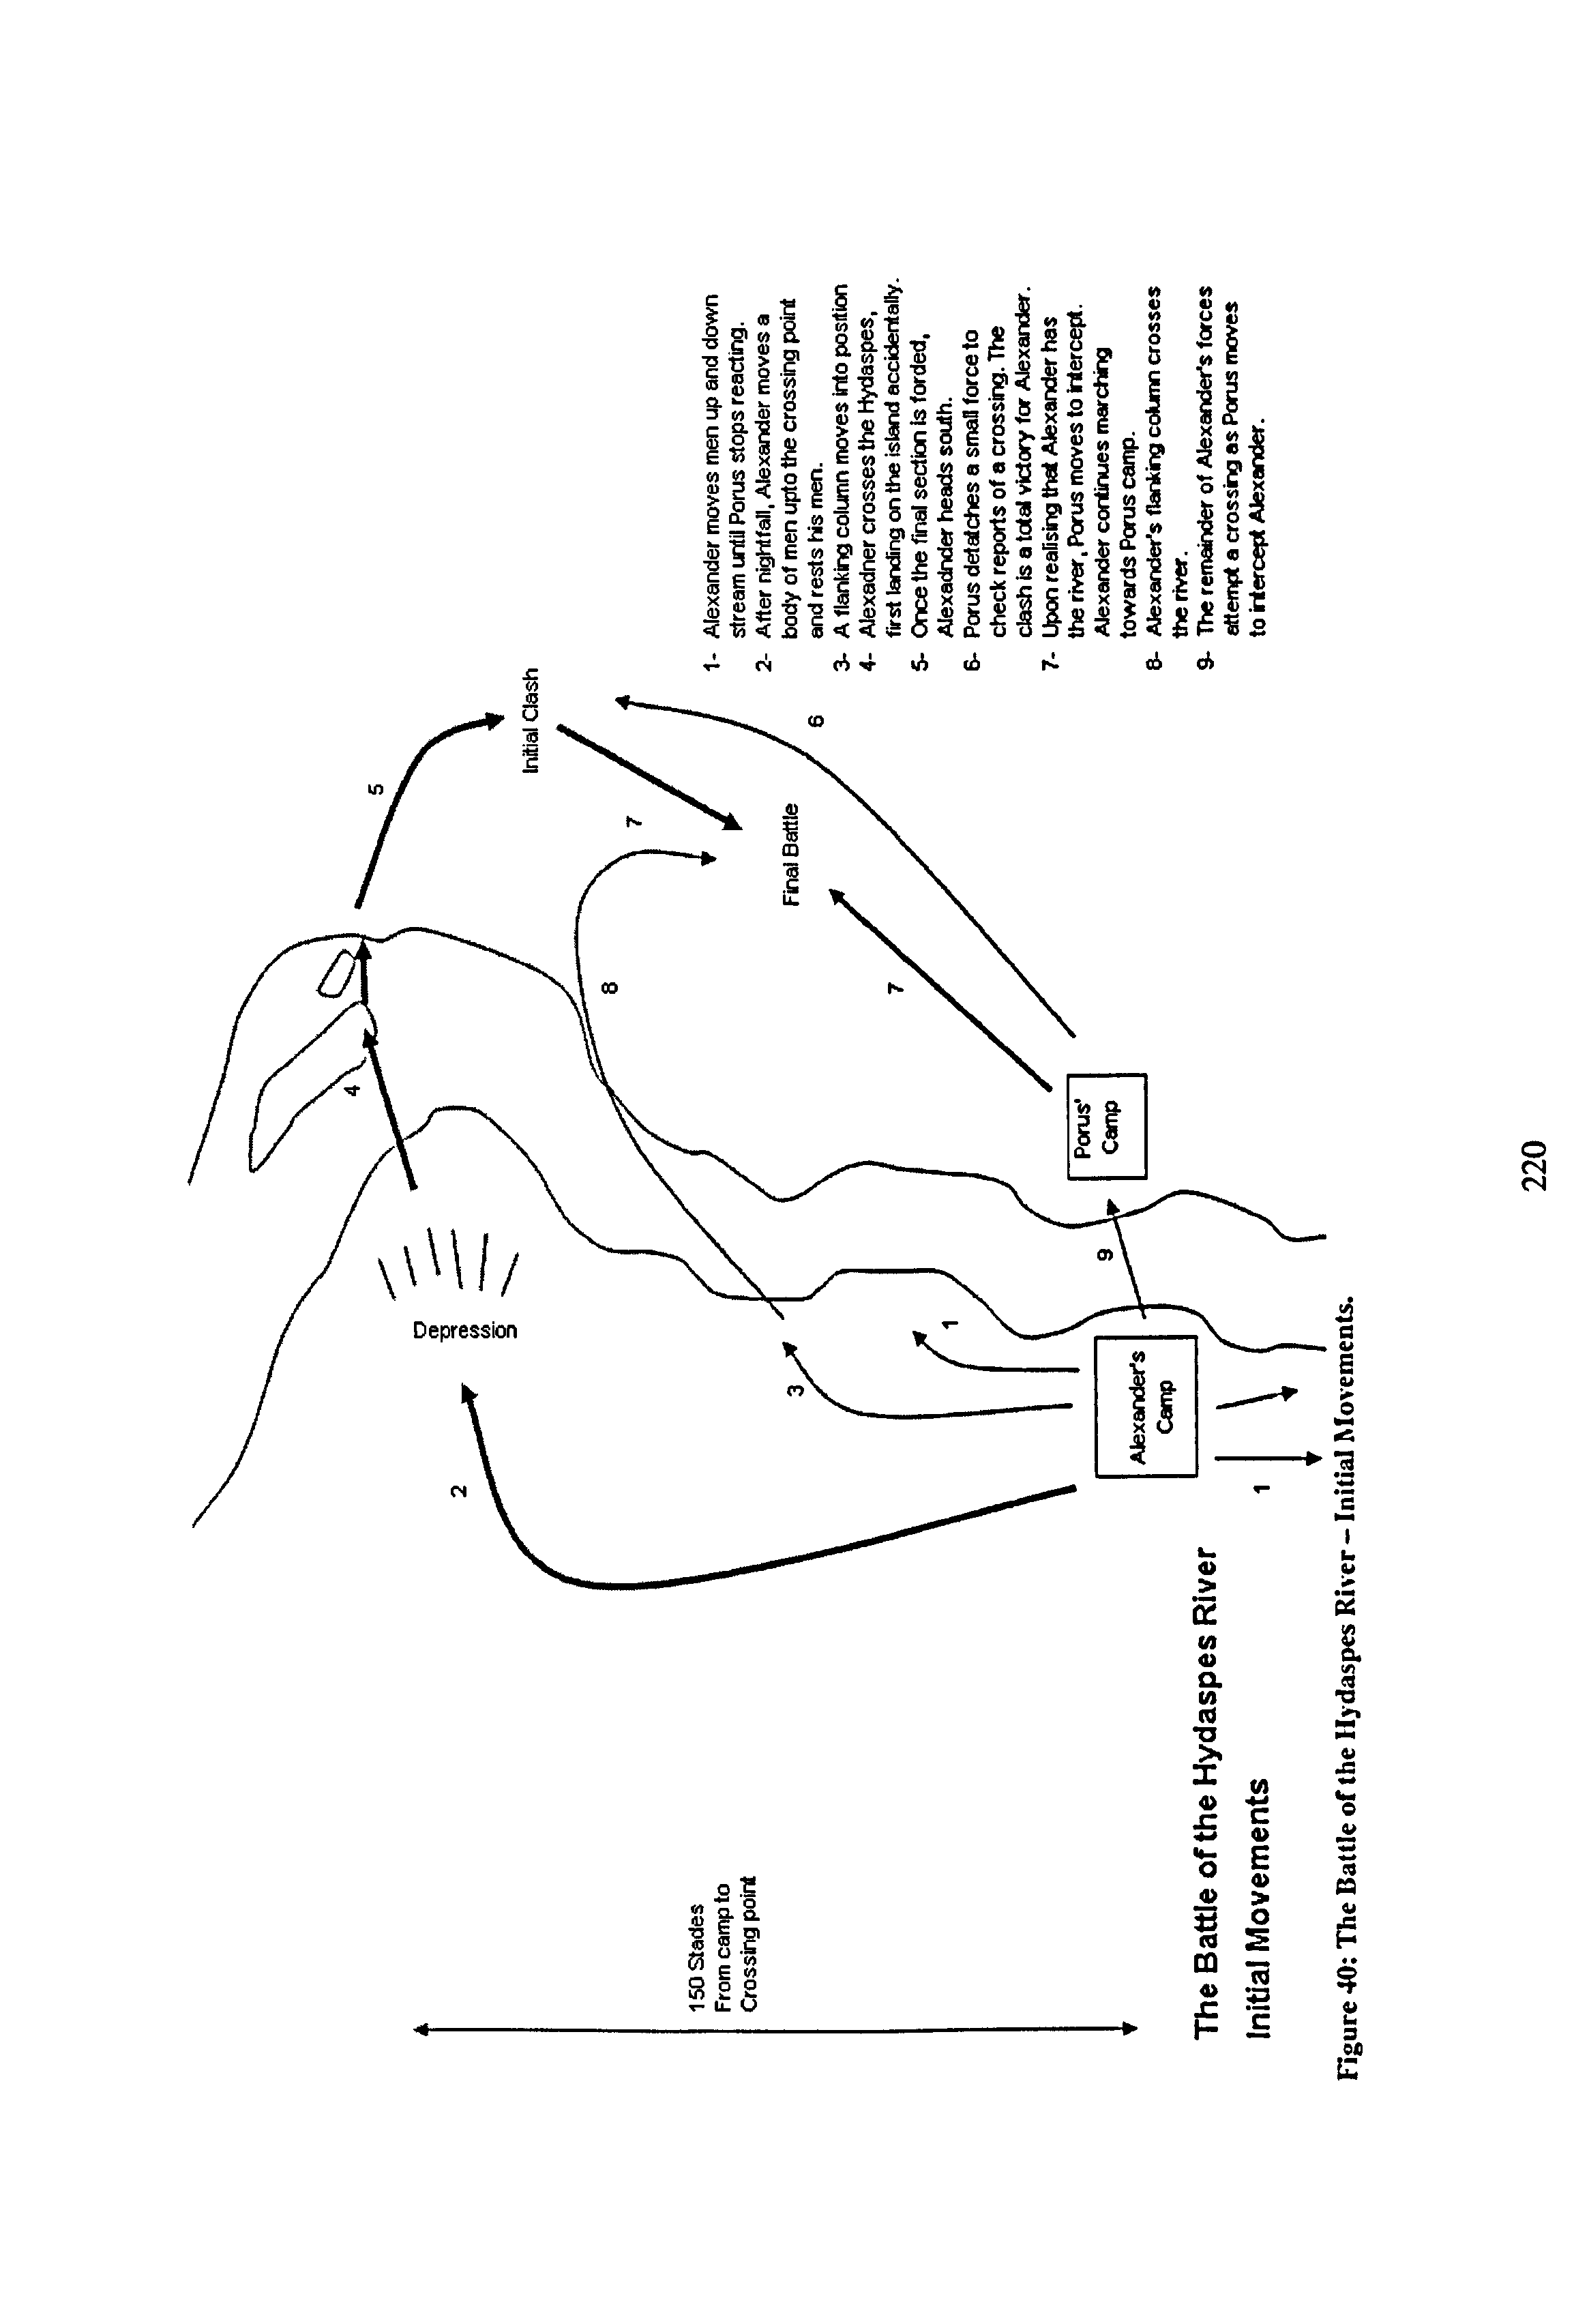 150 Stades
From camp to
Crossing point
2
Depression
4
5
Initial Clash
7
8
Final Battle
6
7
3
1
9
Porus'
Camp
Alexander's
Camp
1
1- Alexander moves men up and down
stream until Porus stops reacting.
2- After nightfall, Alexander moves a
body of men upto the crossing point
and rests his men.
3- A flanking column moves into position
4- Alexadner crosses the Hydaspes,
first landing on the island accidentally.
5- Once the final section is forded,
Alexadnder heads south.
6- Porus detatches a small force to
check reports of a crossing. The
clash is a total victory for Alexander.
7- Upon realising that Alexander has
the river, Porus moves to intercept.
Alexander continues marching
towards Porus camp.
8- Alexander's flanking column crosses
the river.
9- The remainder of Alexander's forces
attempt a crossing as Porus moves
to intercept Alexander.
The Battle of the Hydaspes River
Initial Movements
Figure 40: The Battle of the Hydaspes River – Initial Movements.
220